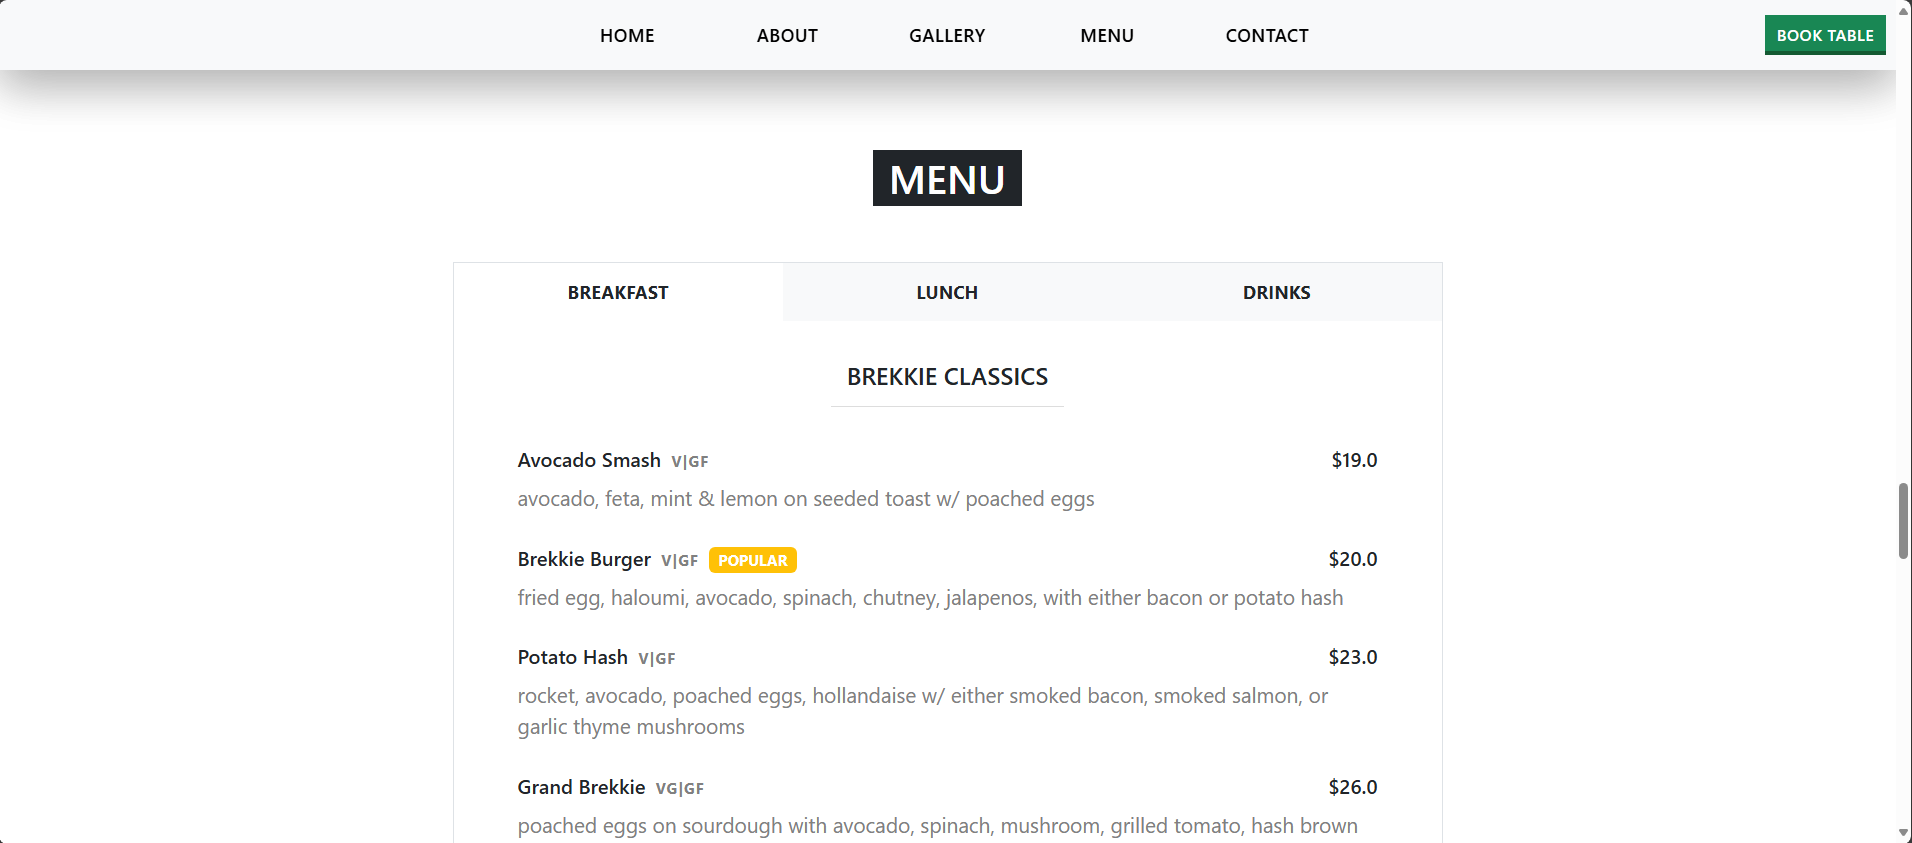 HOME ABOUT GALLERY MENU CONTACT BOOK TABLE
MENU
BREAKFAST LUNCH DRINKS
BREKKIE CLASSICS
Avocado Smash V|GF $19.0
avocado, feta, mint & lemon on seeded toast w/ poached eggs
Brekkie Burger V|GF POPULAR $20.0
fried egg, haloumi, avocado, spinach, chutney, jalapenos, with either bacon or potato hash
Potato Hash V|GF $23.0
rocket, avocado, poached eggs, hollandaise w/ either smoked bacon, smoked salmon, or
garlic thyme mushrooms
Grand Brekkie VG|GF $26.0
poached eggs on sourdough with avocado, spinach, mushroom, grilled tomato, hash brown